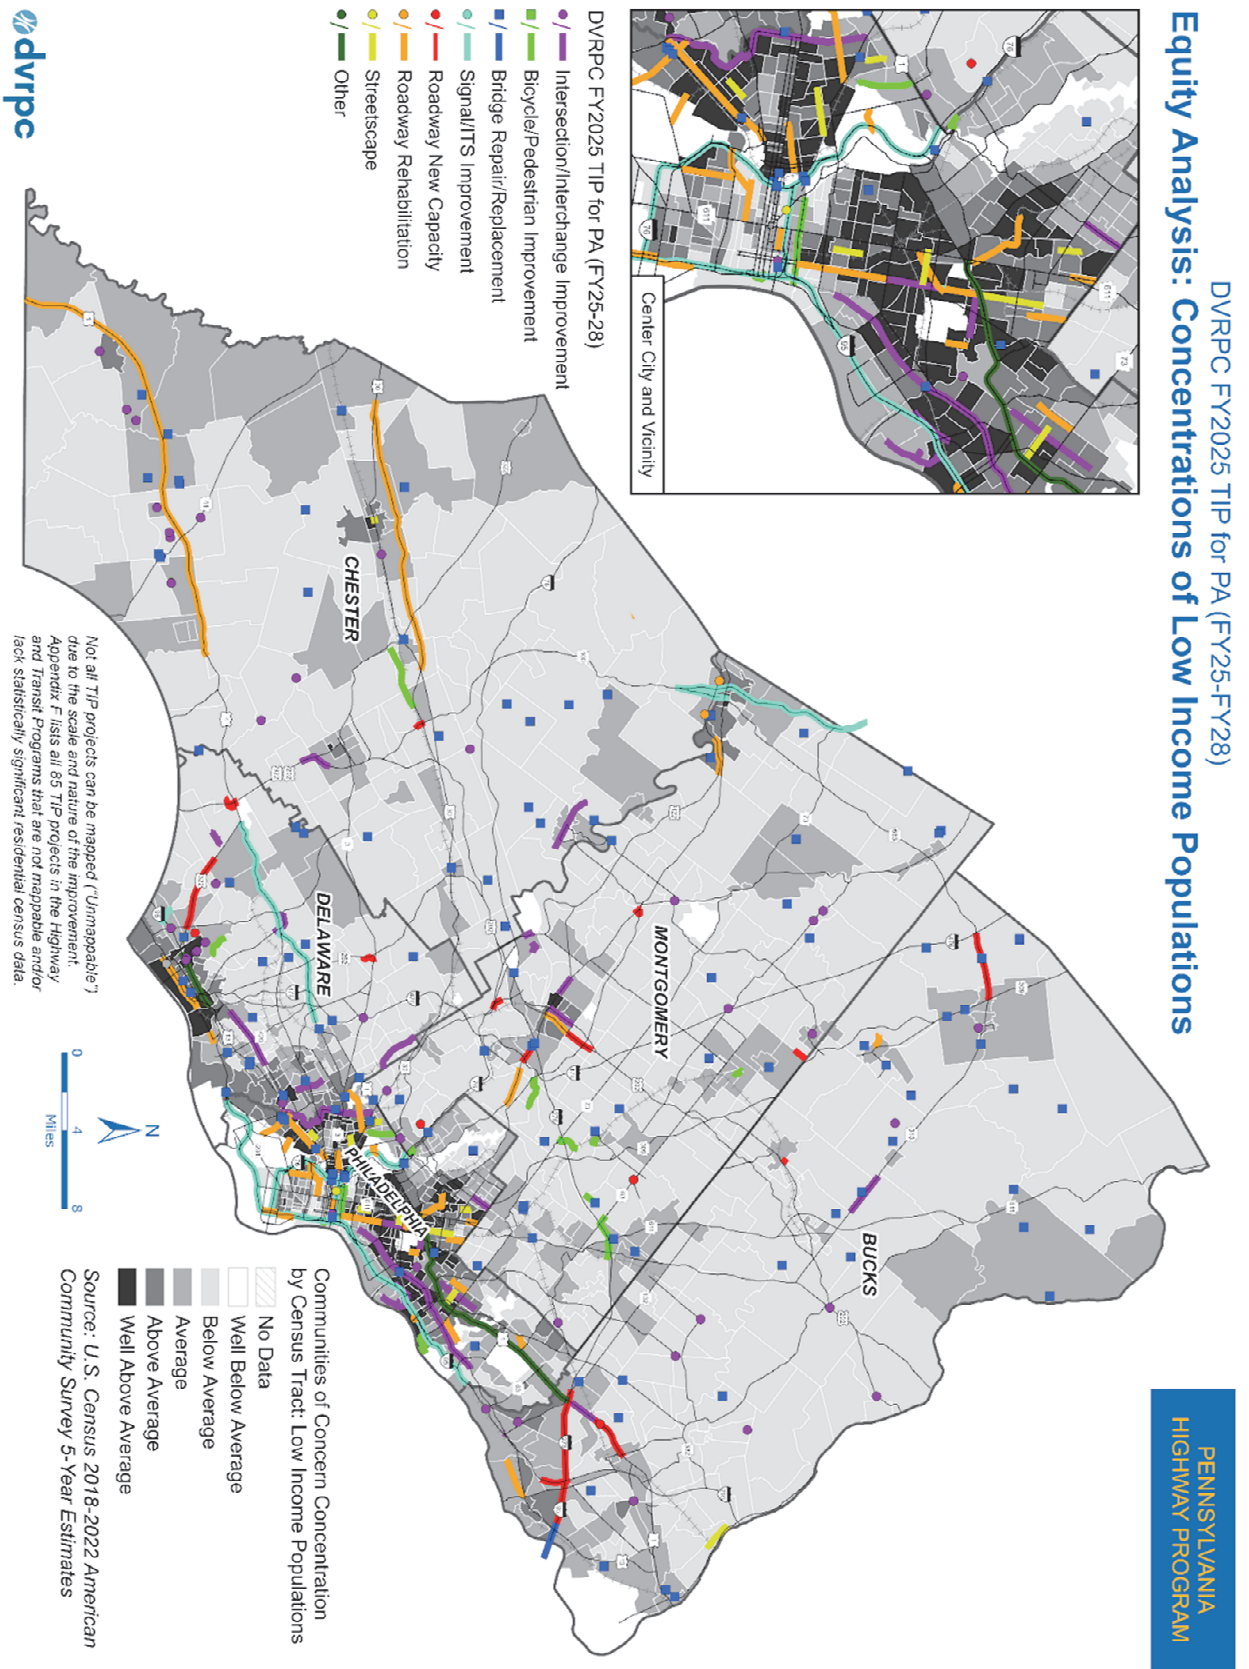 DVRPC FY2025 TIP for PA (FY25-FY28)
Equity Analysis: Concentrations of Low Income Populations
PENNSYLVANIA
HIGHWAY PROGRAM
Center City and Vicinity
76
611
73
611
76
95
DVRPC FY2025 TIP for PA (FY25-28)
Intersection/Interchange Improvement
Bicycle/Pedestrian Improvement
Bridge Repair/Replacement
Signal/ITS Improvement
Roadway New Capacity
Roadway Rehabilitation
Streetscape
Other
CHESTER
DELAWARE
MONTGOMERY
PHILADELPHIA
BUCKS
Not all TIP projects can be mapped ("Unmappable")
due to the scale and nature of the improvement.
Appendix F lists all 85 TIP projects in the Highway
and Transit Programs that are not mappable and/or
lack statistically significant residential census data.
N
0 4 8
Miles
Communities of Concern Concentration
by Census Tract: Low Income Populations
No Data
Well Below Average
Below Average
Average
Above Average
Well Above Average
Source: U.S. Census 2018-2022 American
Community Survey 5-Year Estimates
dvrpc